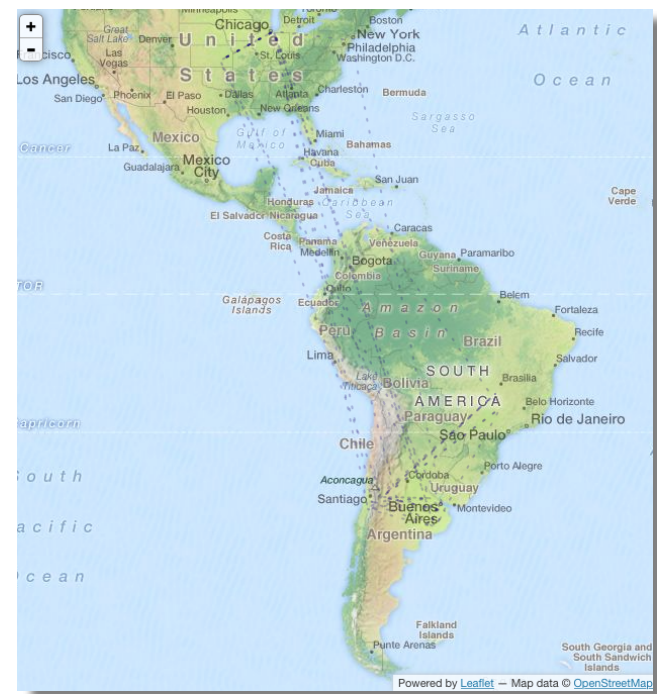 Minneapolis
Toronto
Boston
+
Chicago
Detroit
Great
Salt Lake
Denver
United
New York
Philadelphia
Atlantic
-
Francisco
Las
Vegas
St. Louis
Washington D.C.
Los Angeles
States
Ocean
San Diego
Phoenix
El Paso
Dallas
Atlanta
Charleston
Bermuda
Houston
New Orleans
Sargasso
Sea
Mexico
Gulf of
Mexico
Miami
Cancer
La Paz
Havana
Bahamas
Guadalajara
Mexico
City
Cuba
San Juan
Jamaica
Cape
Verde
Honduras
Caribbean
Sea
El Salvador
Nicaragua
Costa
Rica
Panama
Caracas
Venezuela
Medellin
Bogota
Guyana
Paramaribo
Suriname
Colombia
TOR
Quito
Galápagos
Islands
Ecuador
Amazon
Basin
Belem
Fortaleza
Peru
Brazil
Recife
Lima
Salvador
Lake
Titicaca
Bolivia
SOUTH
AMERICA
Brasilia
Belo Horizonte
Paraguay
Rio de Janeiro
apricorn
Sao Paulo
Chile
South
Aconcagua
Cordoba
Porto Alegre
Uruguay
Santiago
Buenos
Aires
Montevideo
acific
Argentina
cean
Falkland
Islands
Punte Arenas
South Georgia and
South Sandwich
Islands
Powered by Leaflet — Map data © OpenStreetMap